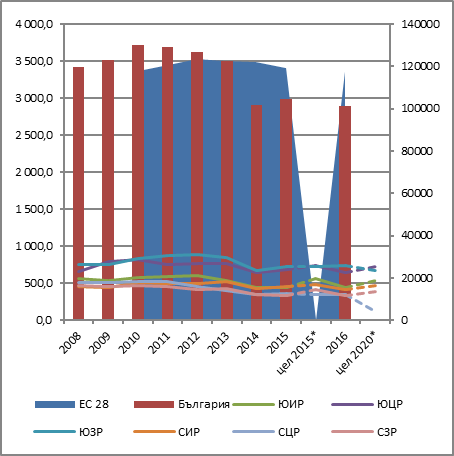 4 000,0
3 500,0
3 000,0
2 500,0
2 000,0
1 500,0
1 000,0
500,0
0,0
140000
120000
100000
80000
60000
40000
20000
0
2008
2009
2010
2011
2012
2013
2014
2015
цел 2015*
2016
цел 2020*
ЕС 28
България
ЮИР
ЮЦР
ЮЗР
СИР
СЦР
СЗР